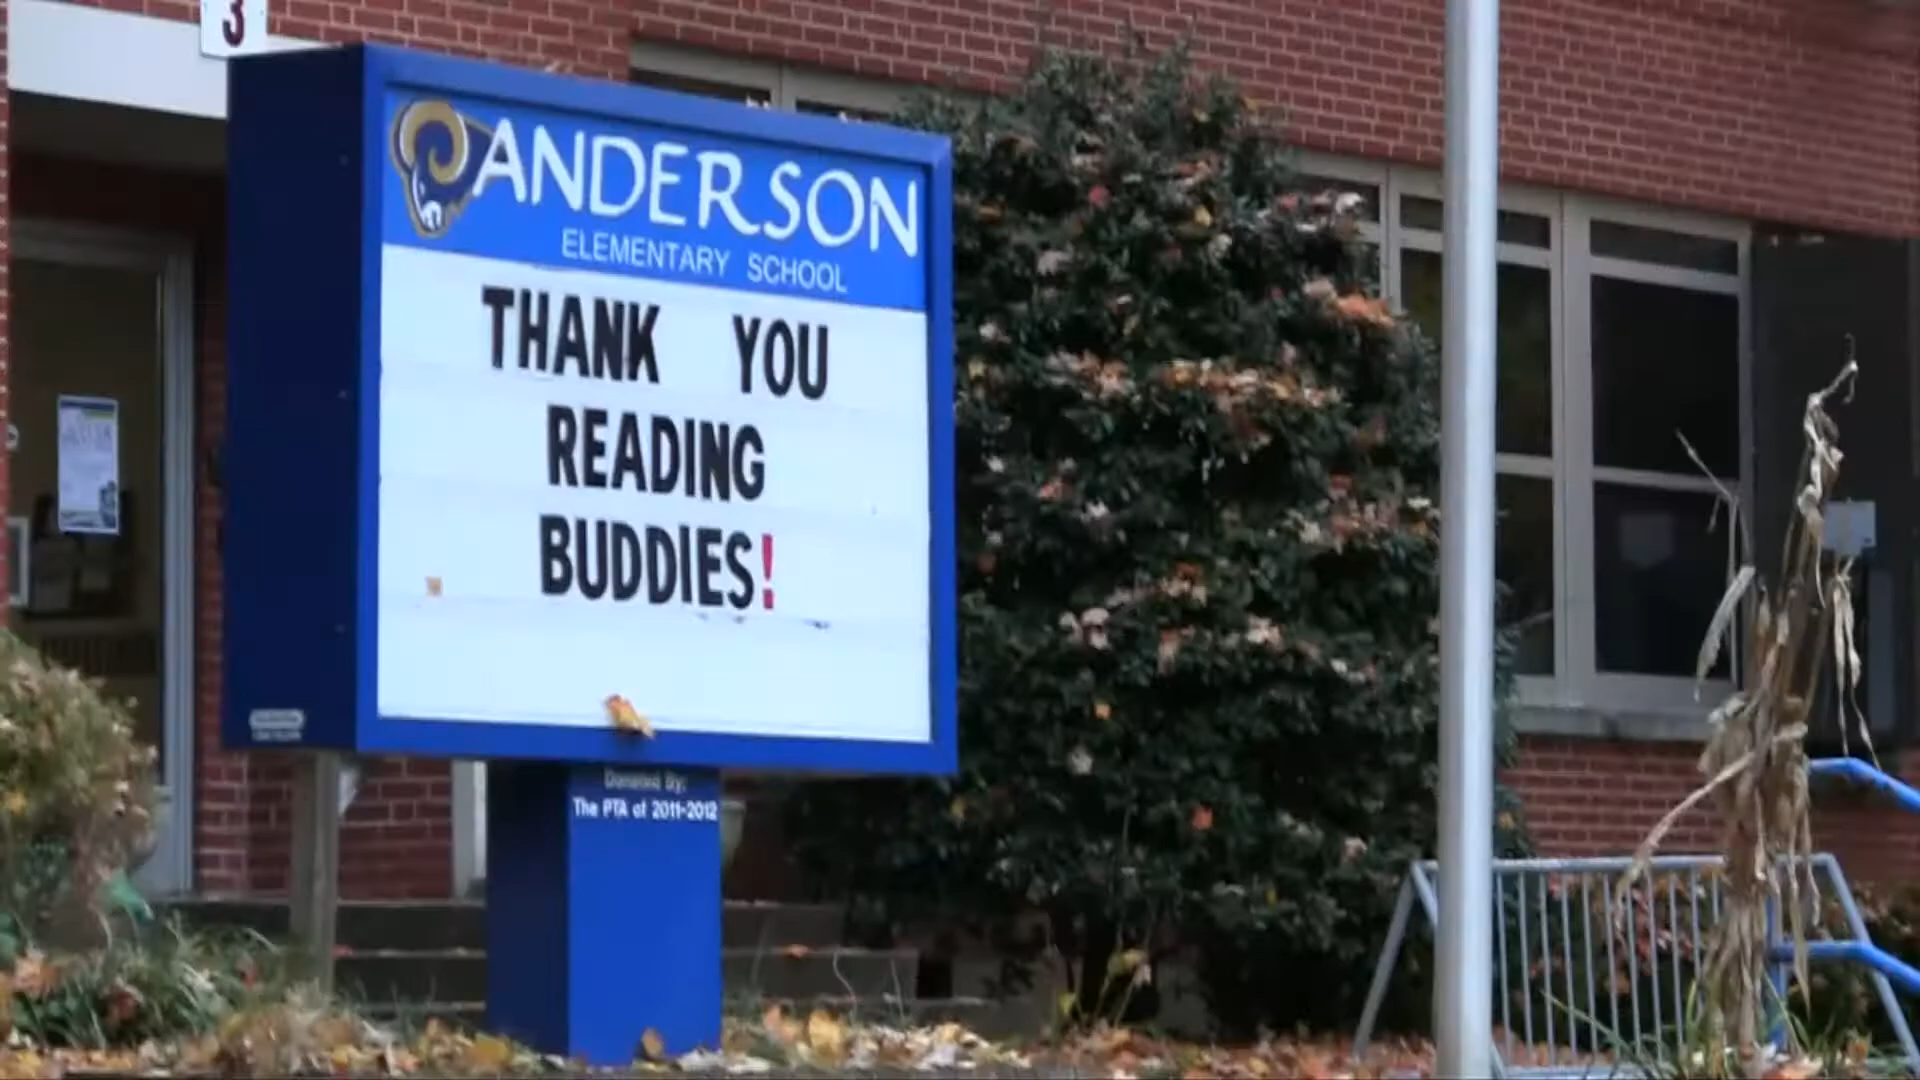 3
ANDERSON
ELEMENTARY SCHOOL
THANK YOU
READING
BUDDIES!
Donated By:
The PTA of 2011-2012